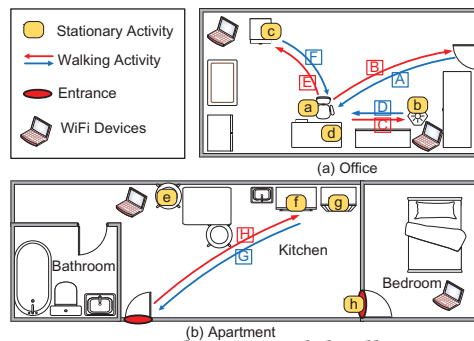 a Stationary Activity
Walking Activity
Entrance
WiFi Devices
c
F
E
B
A
a
D
b
C
d
(a) Office
e
f
g
H
G
Kitchen
Bathroom
Bedroom
h
(b) Apartment